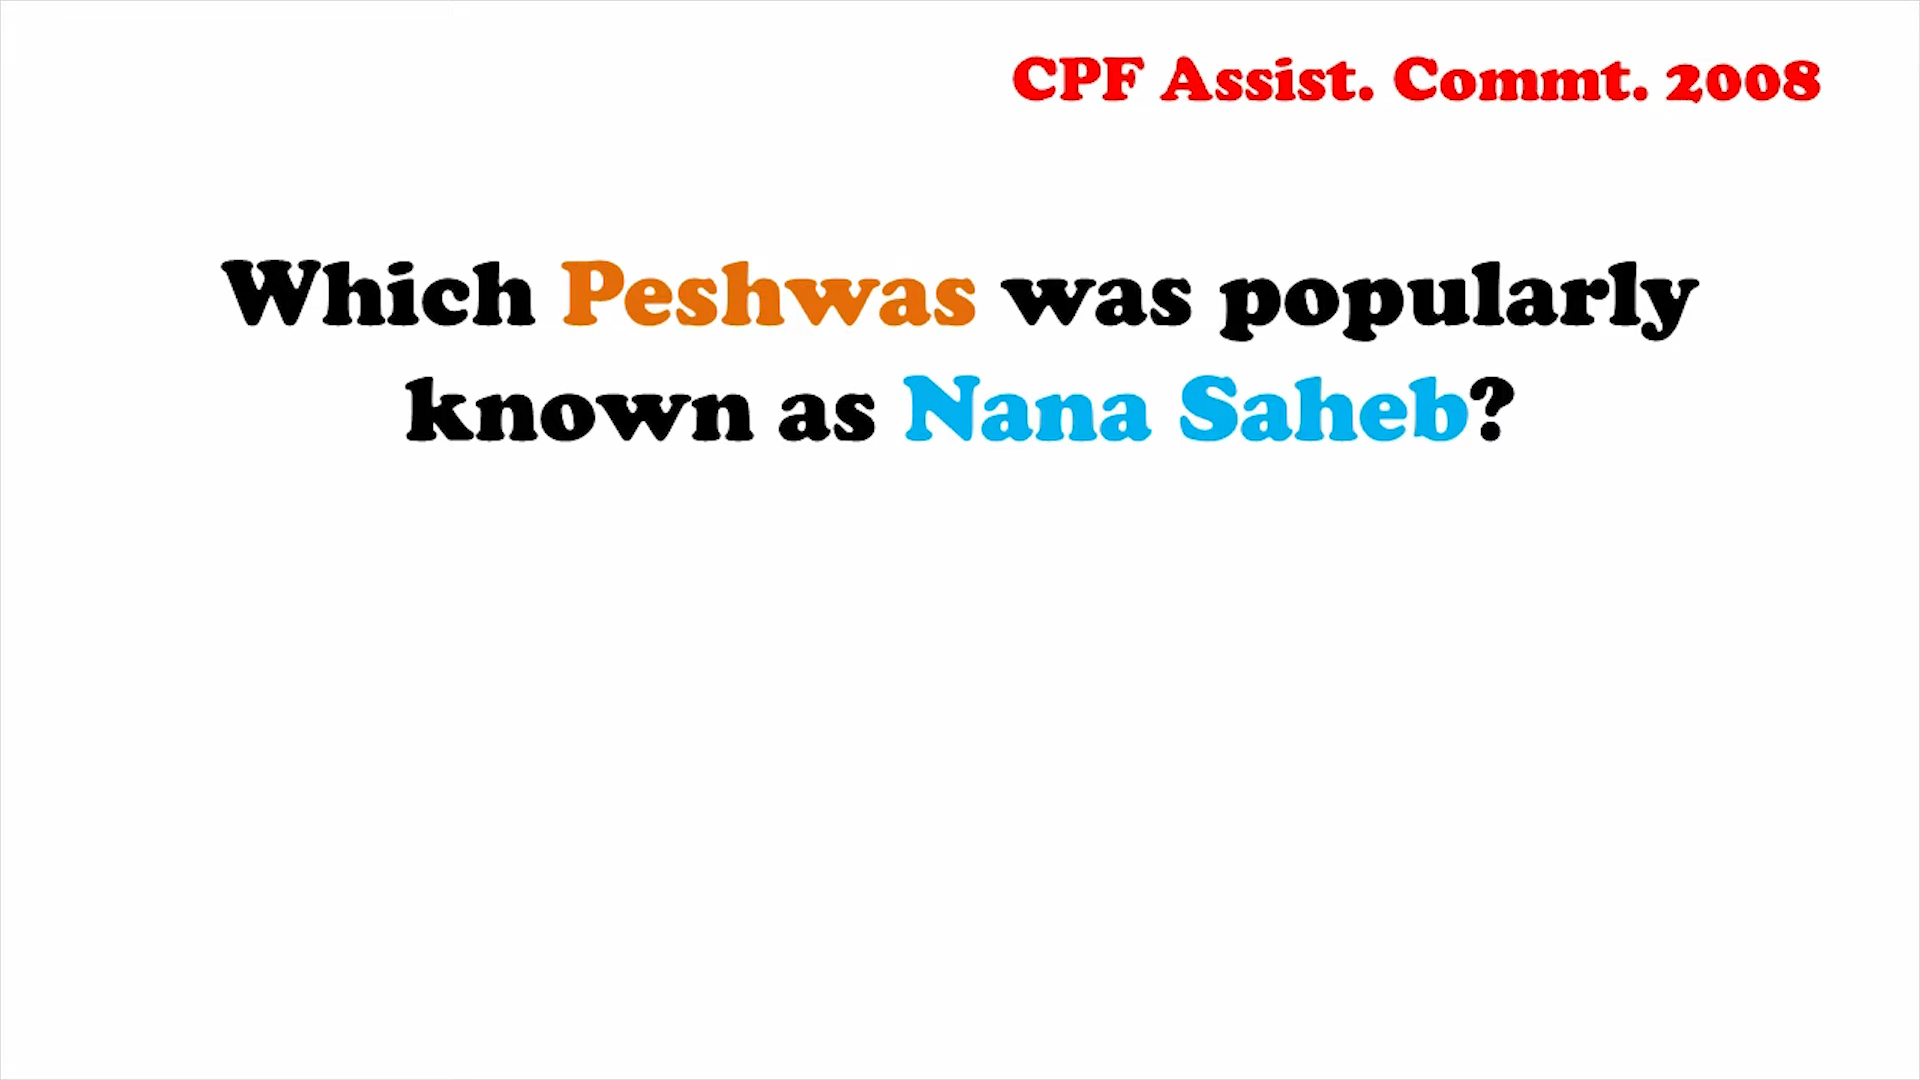 CPF Assist. Commt. 2008
Which Peshwas was popularly
known as Nana Saheb?